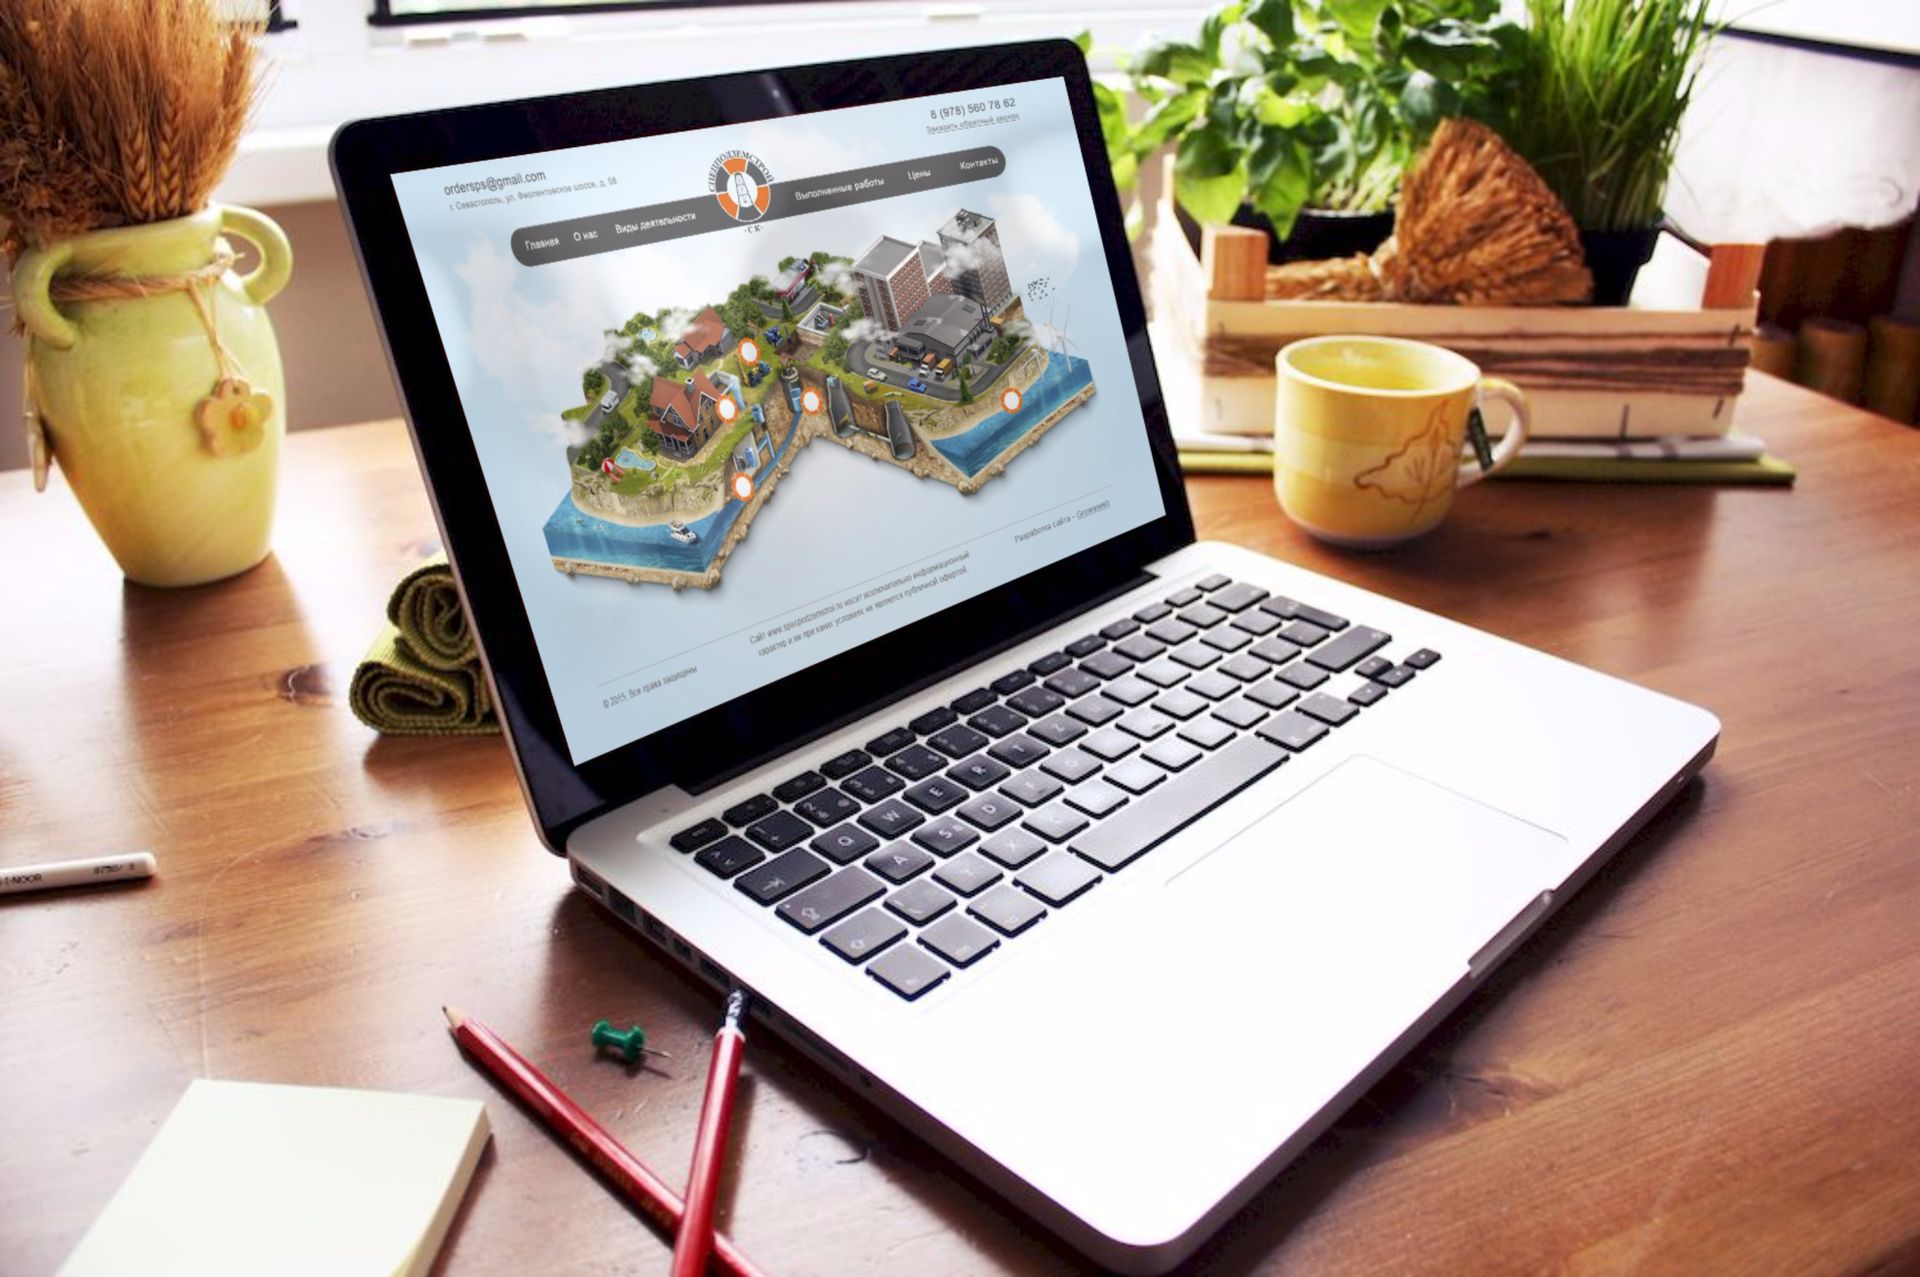 8 (978) 560 78 62
Заказать обратный звонок
ordersps@gmail.com
г. Севастополь, ул. Фиолентовское шоссе, д. 58
СПЕЦПОДЗЕМСТРОЙ
·СК·
Главная О нас Виды деятельности Выполненные работы Цены Контакты
Разработка сайта -
Сайт www.specpodzemstroi.ru носит исключительно информационный
характер и ни при каких условиях не является публичной офертой.
© 2015. Все права защищены
Q W E R T Z
A S D F